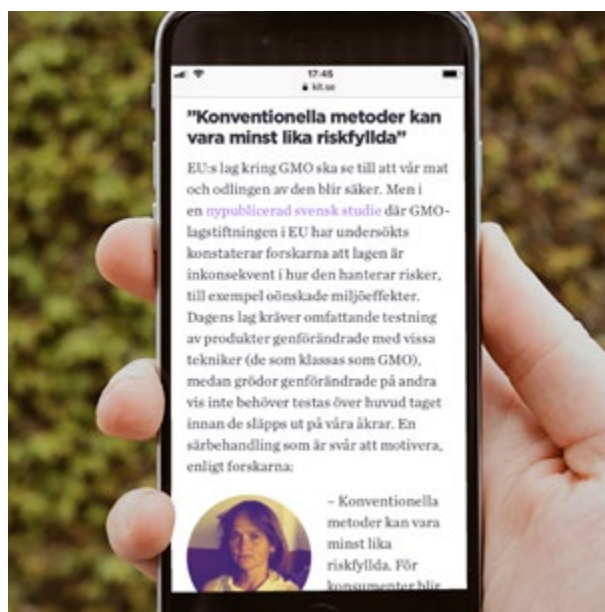 17:45
kit.se
”Konventionella metoder kan
vara minst lika riskfyllda”
EU:s lag kring GMO ska se till att vår mat
och odlingen av den blir säker. Men i
en nypublicerad svensk studie där GMO-
lagstiftningen i EU har undersökts
konstaterar forskarna att lagen är
inkonsekvent i hur den hanterar risker,
till exempel oönskade miljöeffekter.
Dagens lag kräver omfattande testning
av produkter genförändrade med vissa
tekniker (de som klassas som GMO),
medan grödor genförändrade på andra
vis inte behöver testas över huvud taget
innan de släpps ut på våra åkrar. En
särbehandling som är svår att motivera,
enligt forskarna:
– Konventionella
metoder kan vara
minst lika
riskfyllda. För
konsumenter blir